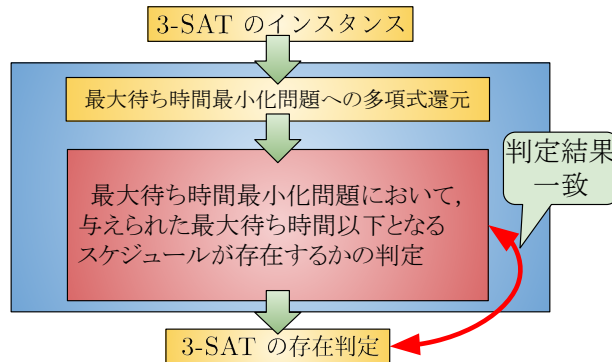 3-SAT のインスタンス
最大待ち時間最小化問題への多項式還元
判定結果
一致
最大待ち時間最小化問題において,
与えられた最大待ち時間以下となる
スケジュールが存在するかの判定
3-SAT の存在判定